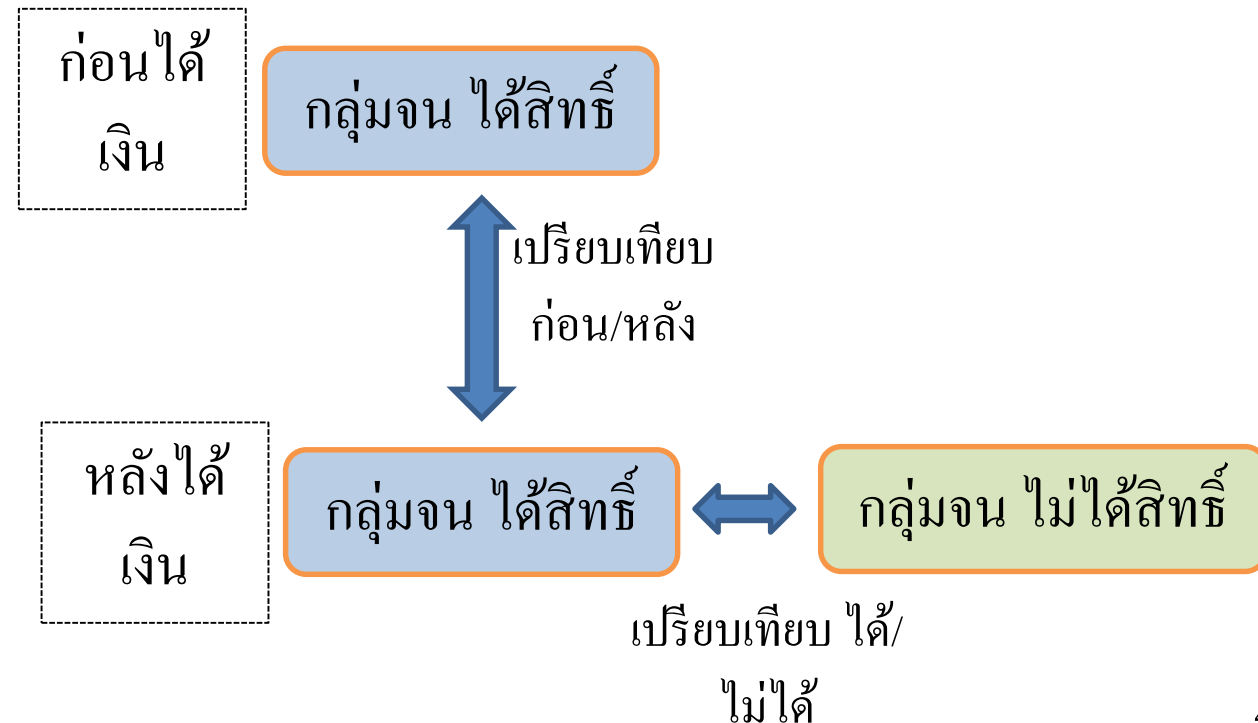 ก่อนได้
เงิน
กลุ่มจน ได้สิทธิ์
เปรียบเทียบ
ก่อน/หลัง
หลังได้
เงิน
กลุ่มจน ได้สิทธิ์
กลุ่มจน ไม่ได้สิทธิ์
เปรียบเทียบ ได้/
ไม่ได้